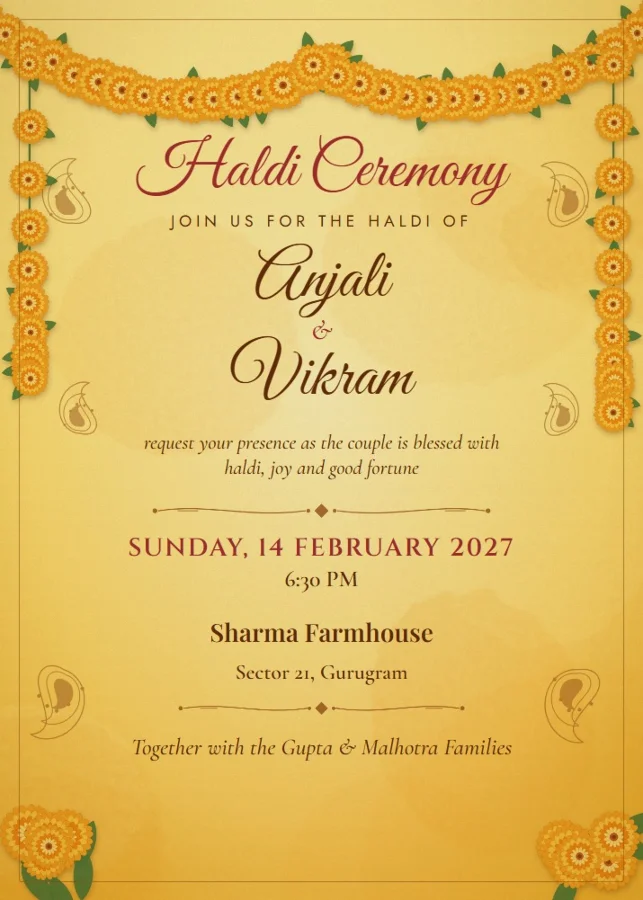 Haldi Ceremony
JOIN US FOR THE HALDI OF
Anjali
&
Vikram
request your presence as the couple is blessed with
haldi, joy and good fortune
SUNDAY, 14 FEBRUARY 2027
6:30 PM
Sharma Farmhouse
Sector 21, Gurugram
Together with the Gupta & Malhotra Families